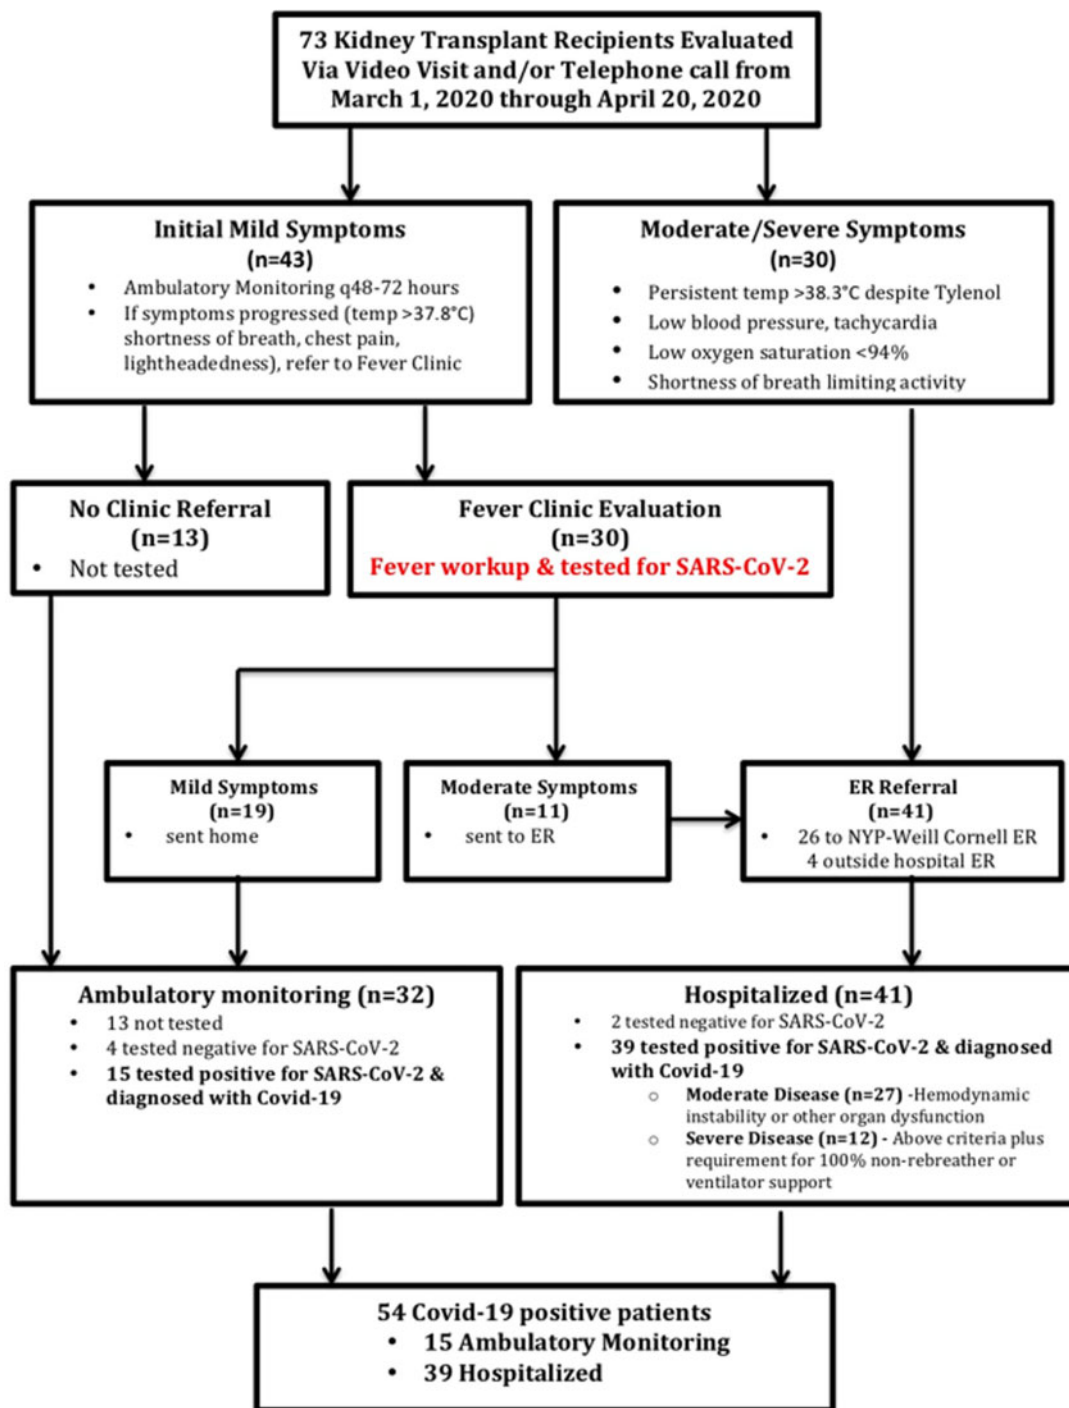 73 Kidney Transplant Recipients Evaluated
Via Video Visit and/or Telephone call from
March 1, 2020 through April 20, 2020
Initial Mild Symptoms
(n=43)
• Ambulatory Monitoring q48-72 hours
• If symptoms progressed (temp >37.8°C)
shortness of breath, chest pain,
lightheadedness), refer to Fever Clinic
Moderate/Severe Symptoms
(n=30)
• Persistent temp >38.3°C despite Tylenol
• Low blood pressure, tachycardia
• Low oxygen saturation <94%
• Shortness of breath limiting activity
No Clinic Referral
(n=13)
• Not tested
Fever Clinic Evaluation
(n=30)
Fever workup & tested for SARS-CoV-2
Mild Symptoms
(n=19)
• sent home
Moderate Symptoms
(n=11)
• sent to ER
ER Referral
(n=41)
• 26 to NYP-Weill Cornell ER
4 outside hospital ER
Ambulatory monitoring (n=32)
• 13 not tested
• 4 tested negative for SARS-CoV-2
• 15 tested positive for SARS-CoV-2 &
diagnosed with Covid-19
Hospitalized (n=41)
• 2 tested negative for SARS-CoV-2
• 39 tested positive for SARS-CoV-2 & diagnosed
with Covid-19
o Moderate Disease (n=27) -Hemodynamic
instability or other organ dysfunction
o Severe Disease (n=12) - Above criteria plus
requirement for 100% non-rebreather or
ventilator support
54 Covid-19 positive patients
• 15 Ambulatory Monitoring
• 39 Hospitalized